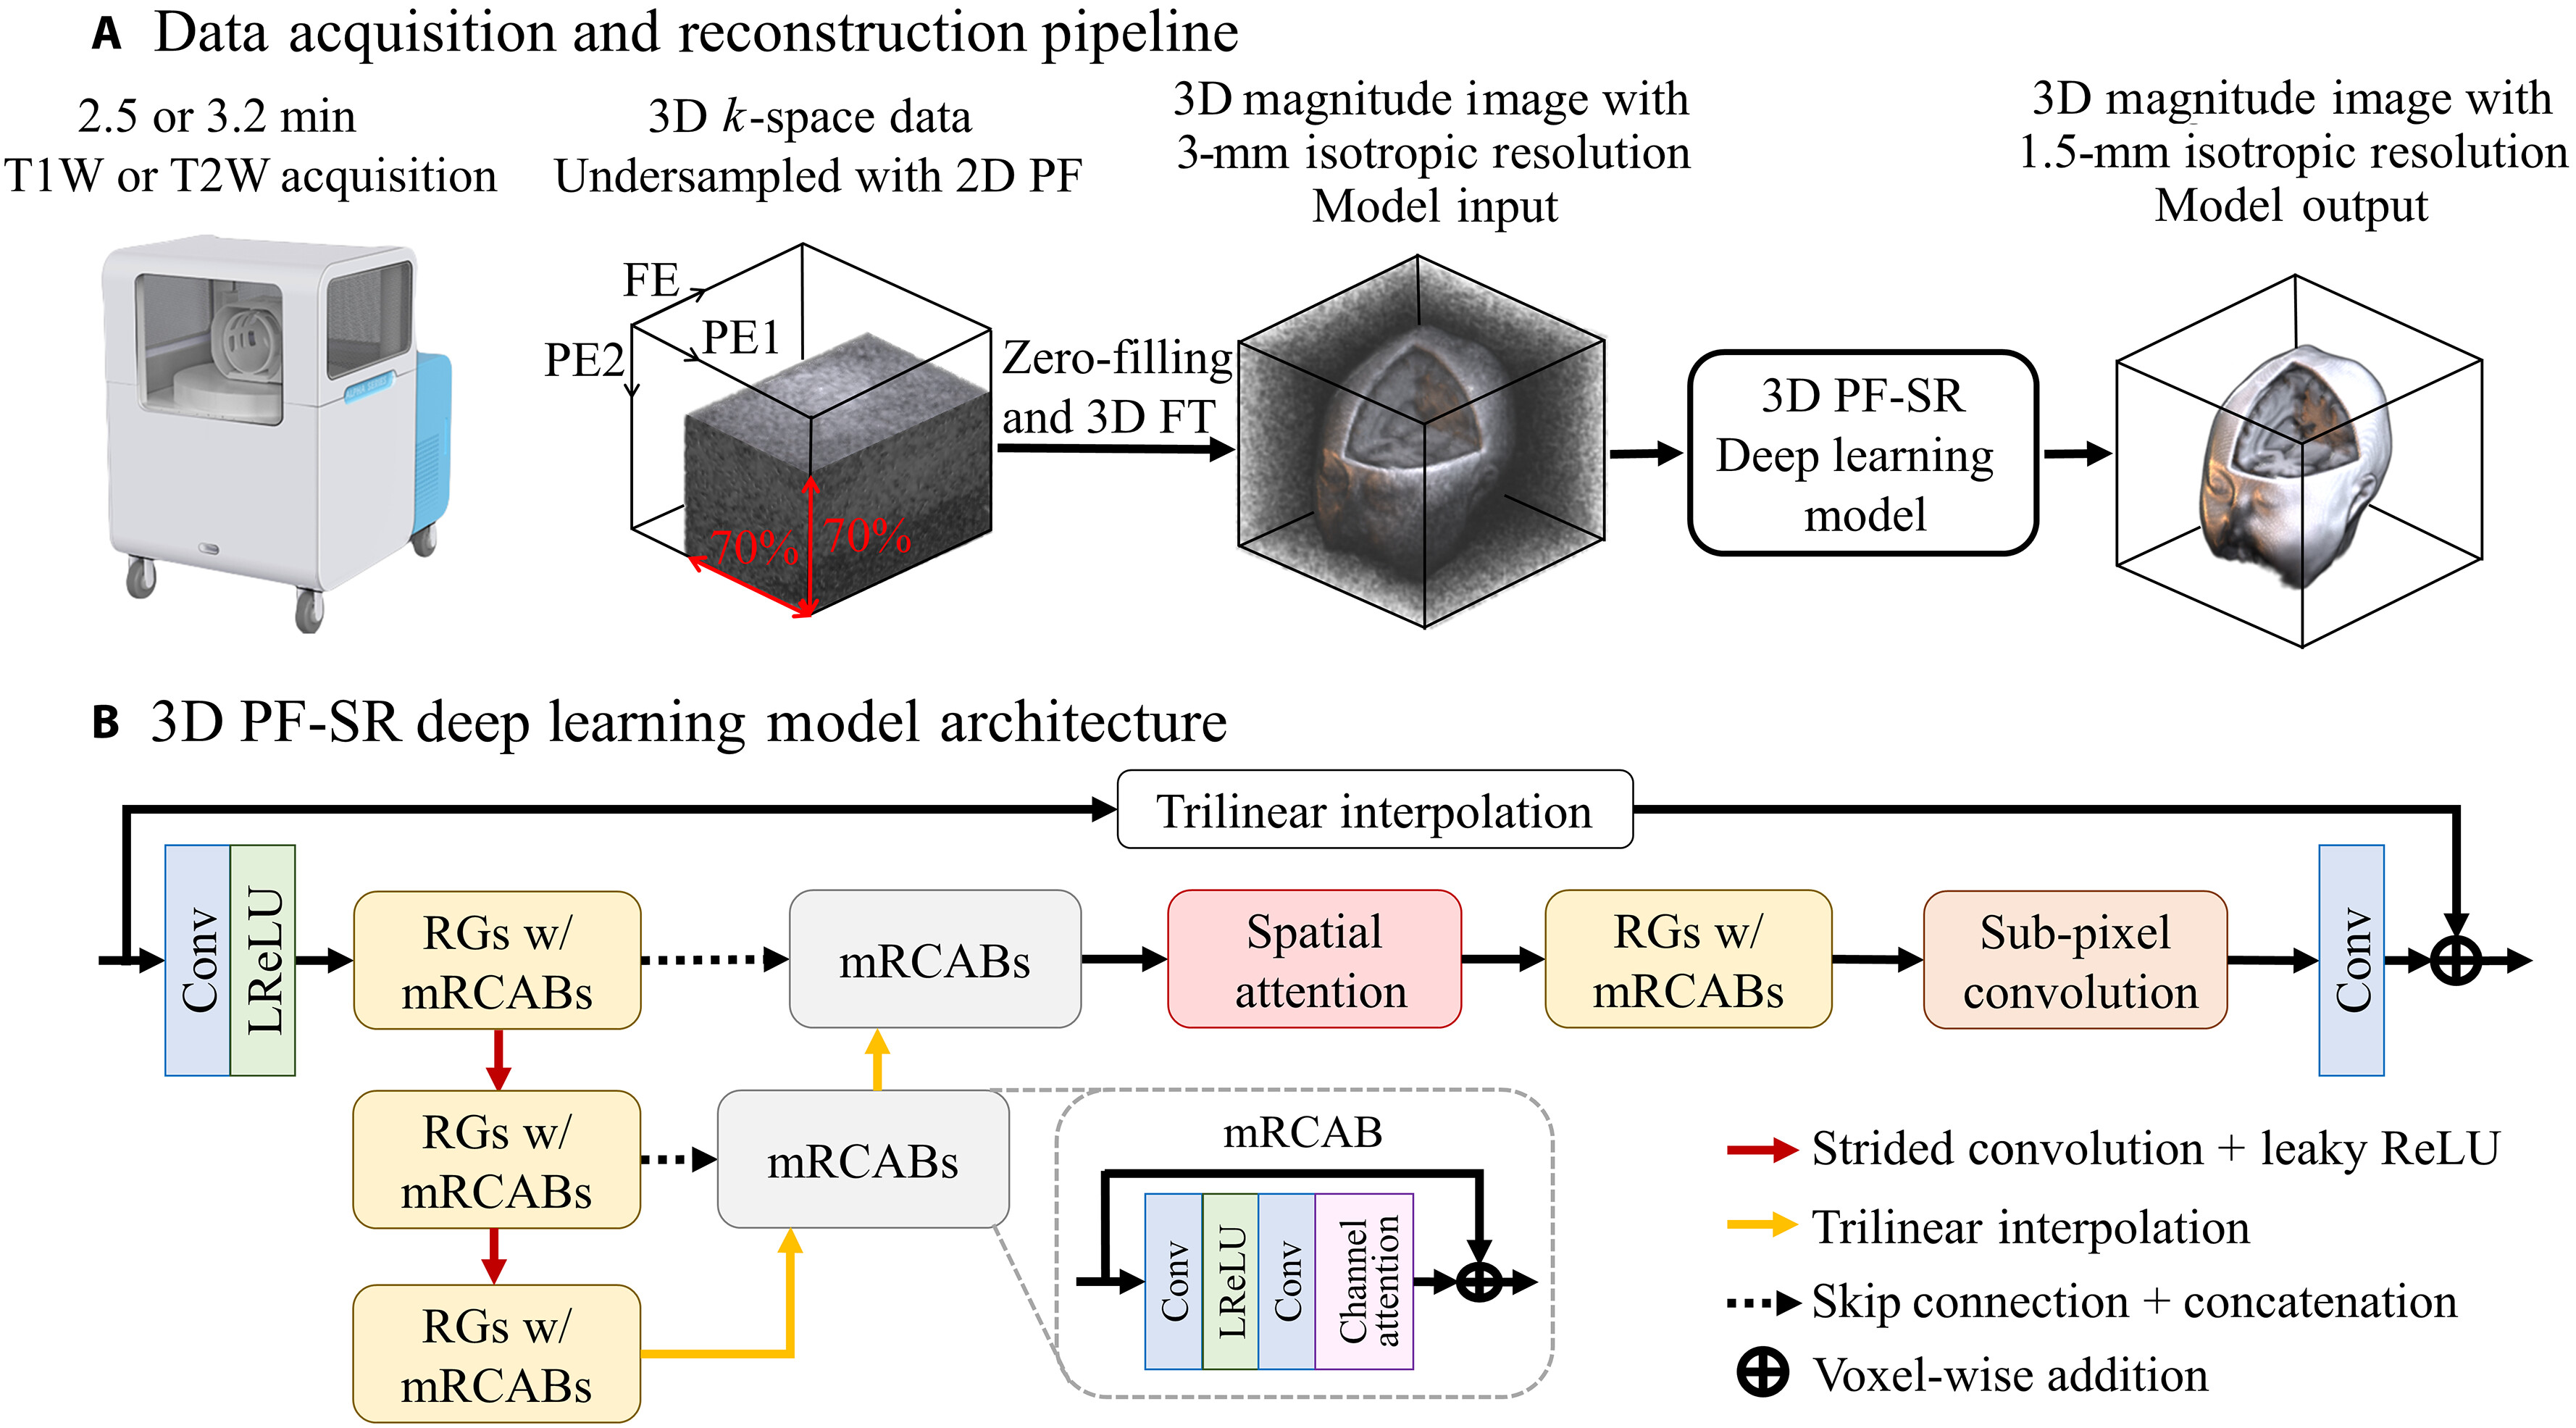 A Data acquisition and reconstruction pipeline
2.5 or 3.2 min
T1W or T2W acquisition
3D k-space data
Undersampled with 2D PF
3D magnitude image with
3-mm isotropic resolution
Model input
3D magnitude image with
1.5-mm isotropic resolution
Model output
ALPHA SERIES
FE
PE1
PE2
70%
70%
Zero-filling
and 3D FT
3D PF-SR
Deep learning
model
B 3D PF-SR deep learning model architecture
Trilinear interpolation
Conv
LReLU
RGs w/
mRCABs
mRCABs
Spatial
attention
RGs w/
mRCABs
Sub-pixel
convolution
Conv
RGs w/
mRCABs
mRCABs
RGs w/
mRCABs
mRCAB
Conv
LReLU
Conv
Channel
attention
Strided convolution + leaky ReLU
Trilinear interpolation
Skip connection + concatenation
Voxel-wise addition